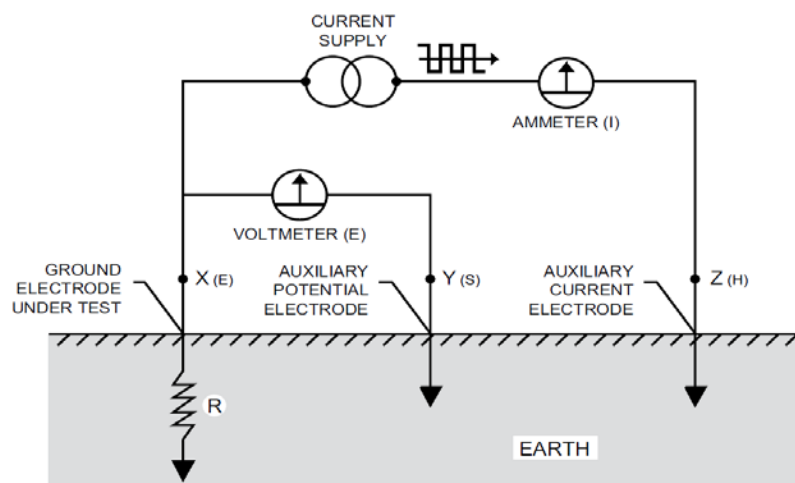 CURRENT
SUPPLY
AMMETER (I)
VOLTMETER (E)
GROUND
ELECTRODE
UNDER TEST
X (E)
AUXILIARY
POTENTIAL
ELECTRODE
Y (S)
AUXILIARY
CURRENT
ELECTRODE
Z (H)
R
EARTH